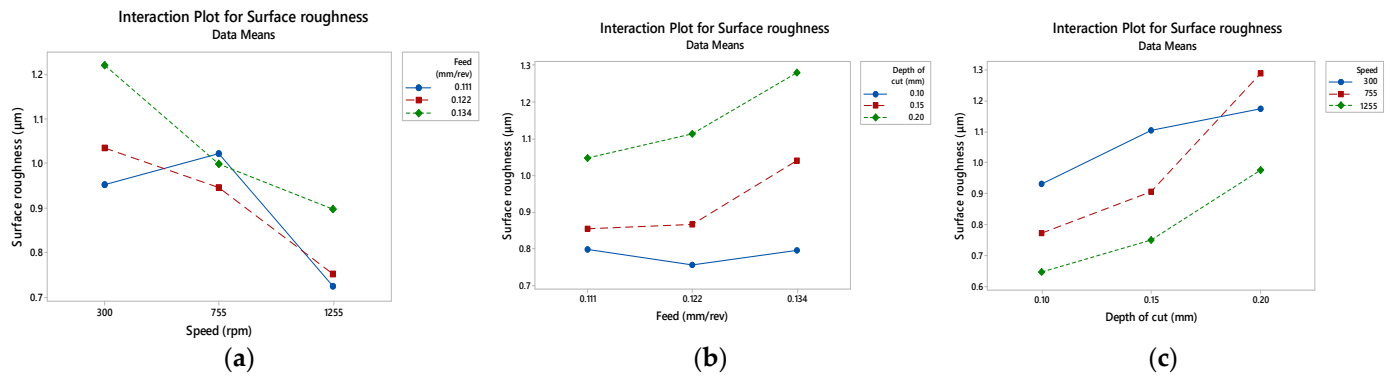 Interaction Plot for Surface roughness
Data Means
Surface roughness (µm)
1.2
1.1
1.0
0.9
0.8
0.7
300
755
1255
Speed (rpm)
Feed
(mm/rev)
0.111
0.122
0.134
(a)
Interaction Plot for Surface roughness
Data Means
Surface roughness (µm)
1.3
1.2
1.1
1.0
0.9
0.8
0.7
0.111
0.122
0.134
Feed (mm/rev)
Depth of
cut (mm)
0.10
0.15
0.20
(b)
Interaction Plot for Surface roughness
Data Means
Surface roughness (µm)
1.3
1.2
1.1
1.0
0.9
0.8
0.7
0.6
0.10
0.15
0.20
Depth of cut (mm)
Speed
300
755
1255
(c)